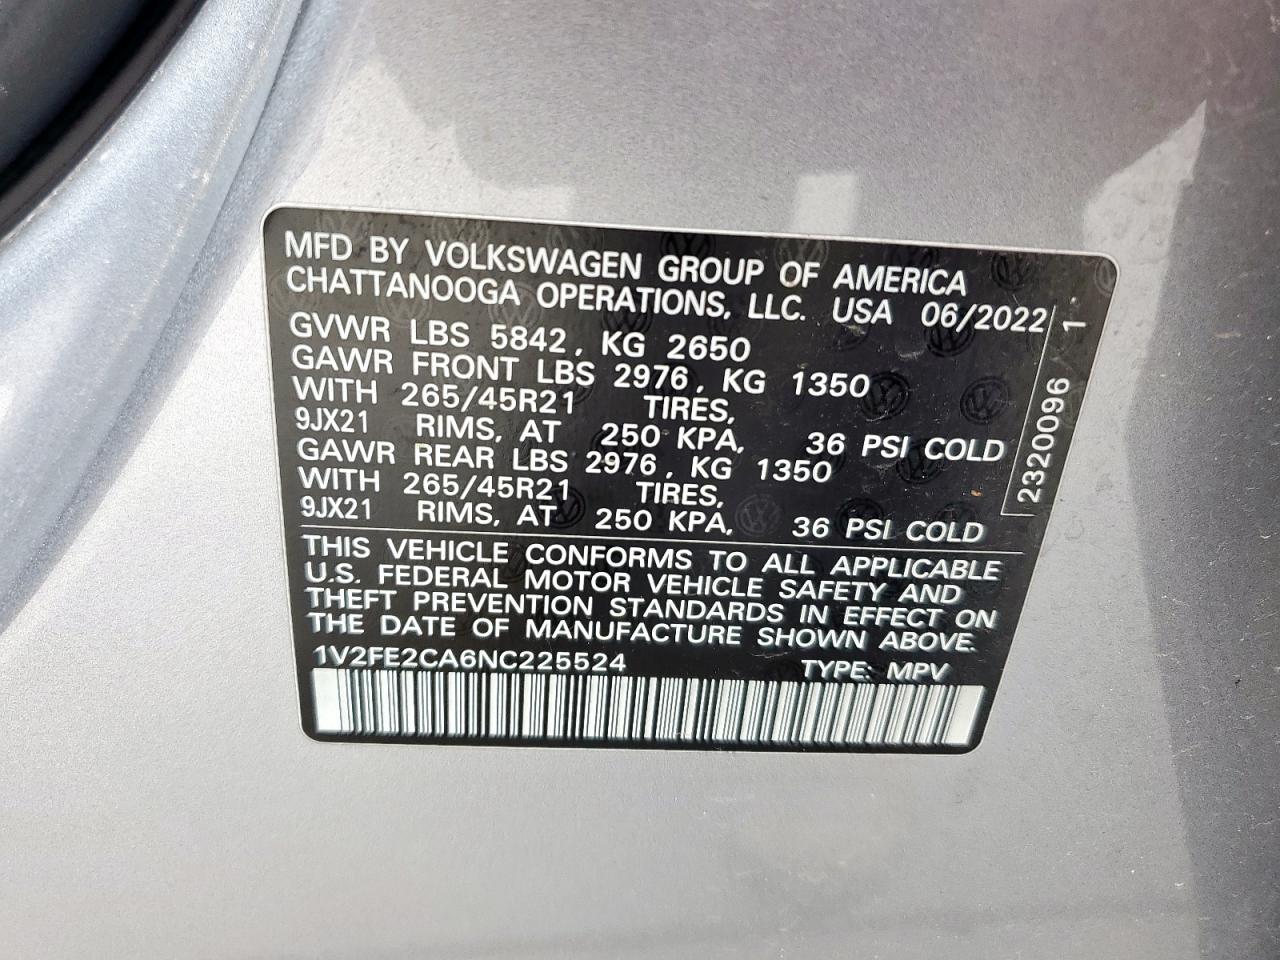 MFD BY VOLKSWAGEN GROUP OF AMERICA
CHATTANOOGA OPERATIONS, LLC. USA 06/2022
GVWR LBS 5842, KG 2650
GAWR FRONT LBS 2976, KG 1350
WITH 265/45R21 TIRES,
9JX21 RIMS, AT 250 KPA, 36 PSI COLD
GAWR REAR LBS 2976, KG 1350
WITH 265/45R21 TIRES,
9JX21 RIMS, AT 250 KPA, 36 PSI COLD
2320096 1
THIS VEHICLE CONFORMS TO ALL APPLICABLE
U.S. FEDERAL MOTOR VEHICLE SAFETY AND
THEFT PREVENTION STANDARDS IN EFFECT ON
THE DATE OF MANUFACTURE SHOWN ABOVE.
1V2FE2CA6NC225524 TYPE: MPV